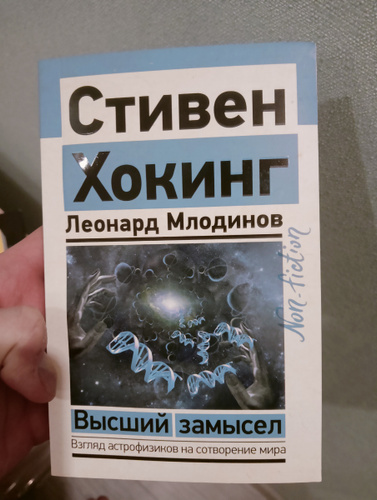 Стивен
Хокинг
Леонард Млодинов
Non-fiction
Высший замысел
Взгляд астрофизиков на сотворение мира